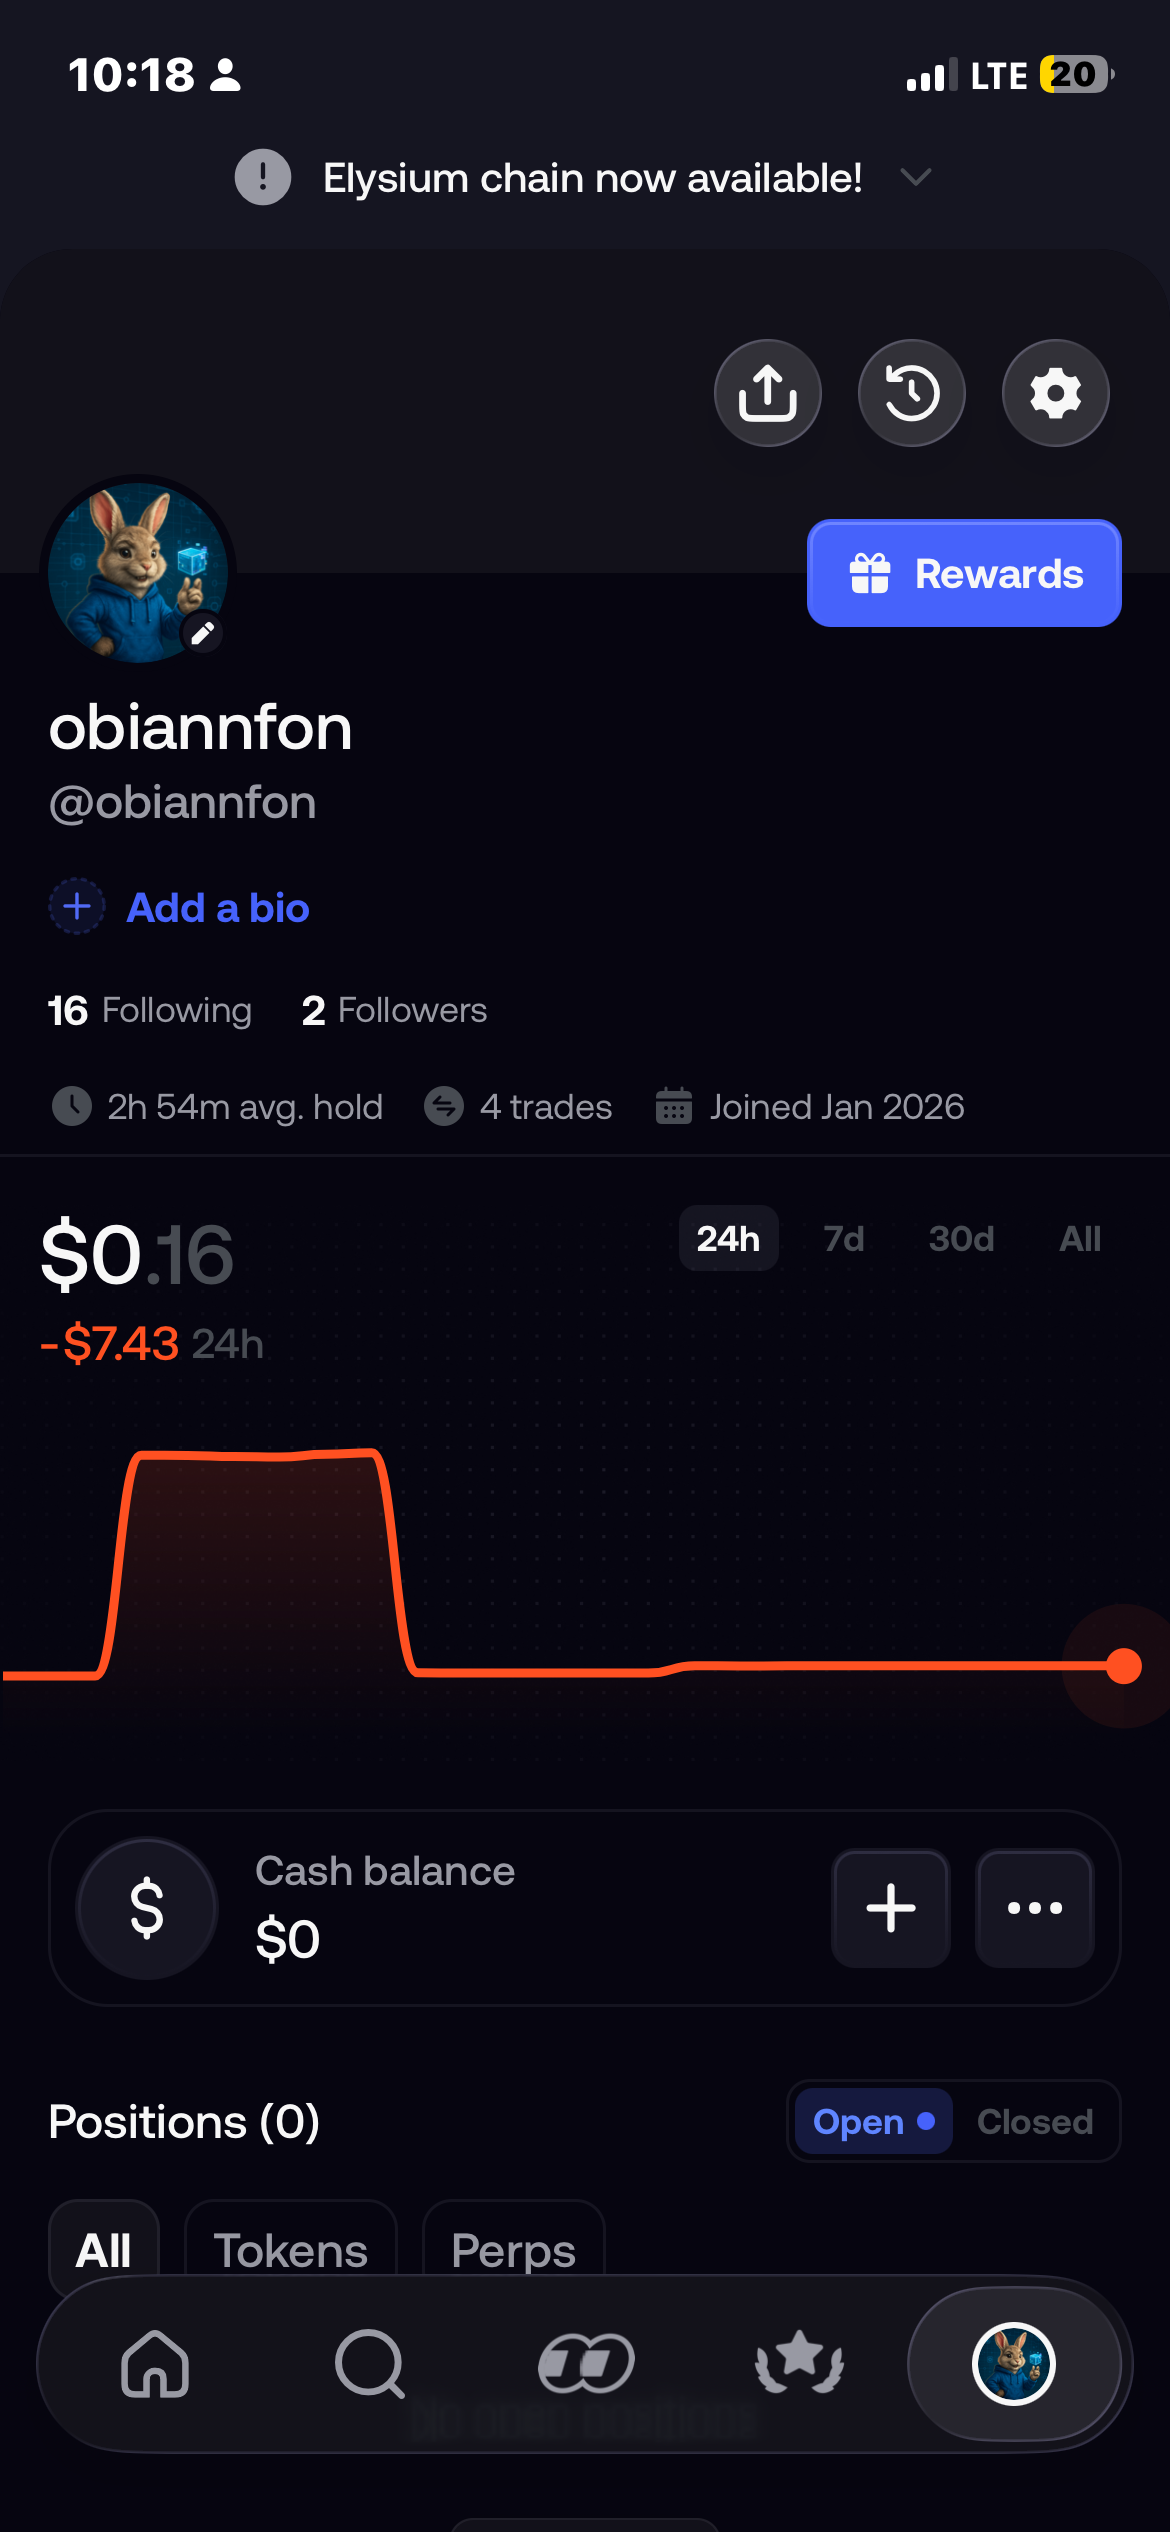 10:18 LTE 20
Elysium chain now available!
Rewards
obiannfon
@obiannfon
Add a bio
16 Following 2 Followers
2h 54m avg. hold 4 trades Joined Jan 2026
$0.16 24h 7d 30d All
-$7.43 24h
Cash balance
$0
Positions (0) Open Closed
All Tokens Perps